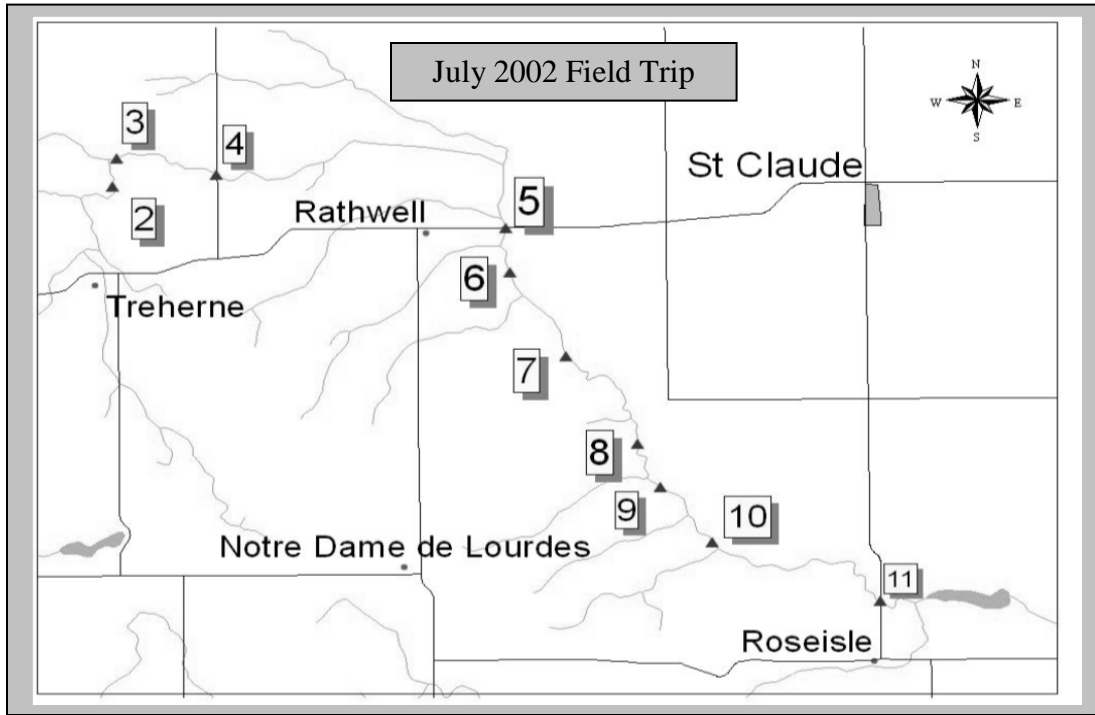 July 2002 Field Trip
N
W E
S
3
4
St Claude
2
Rathwell
5
6
Treherne
7
8
9
10
Notre Dame de Lourdes
11
Roseisle